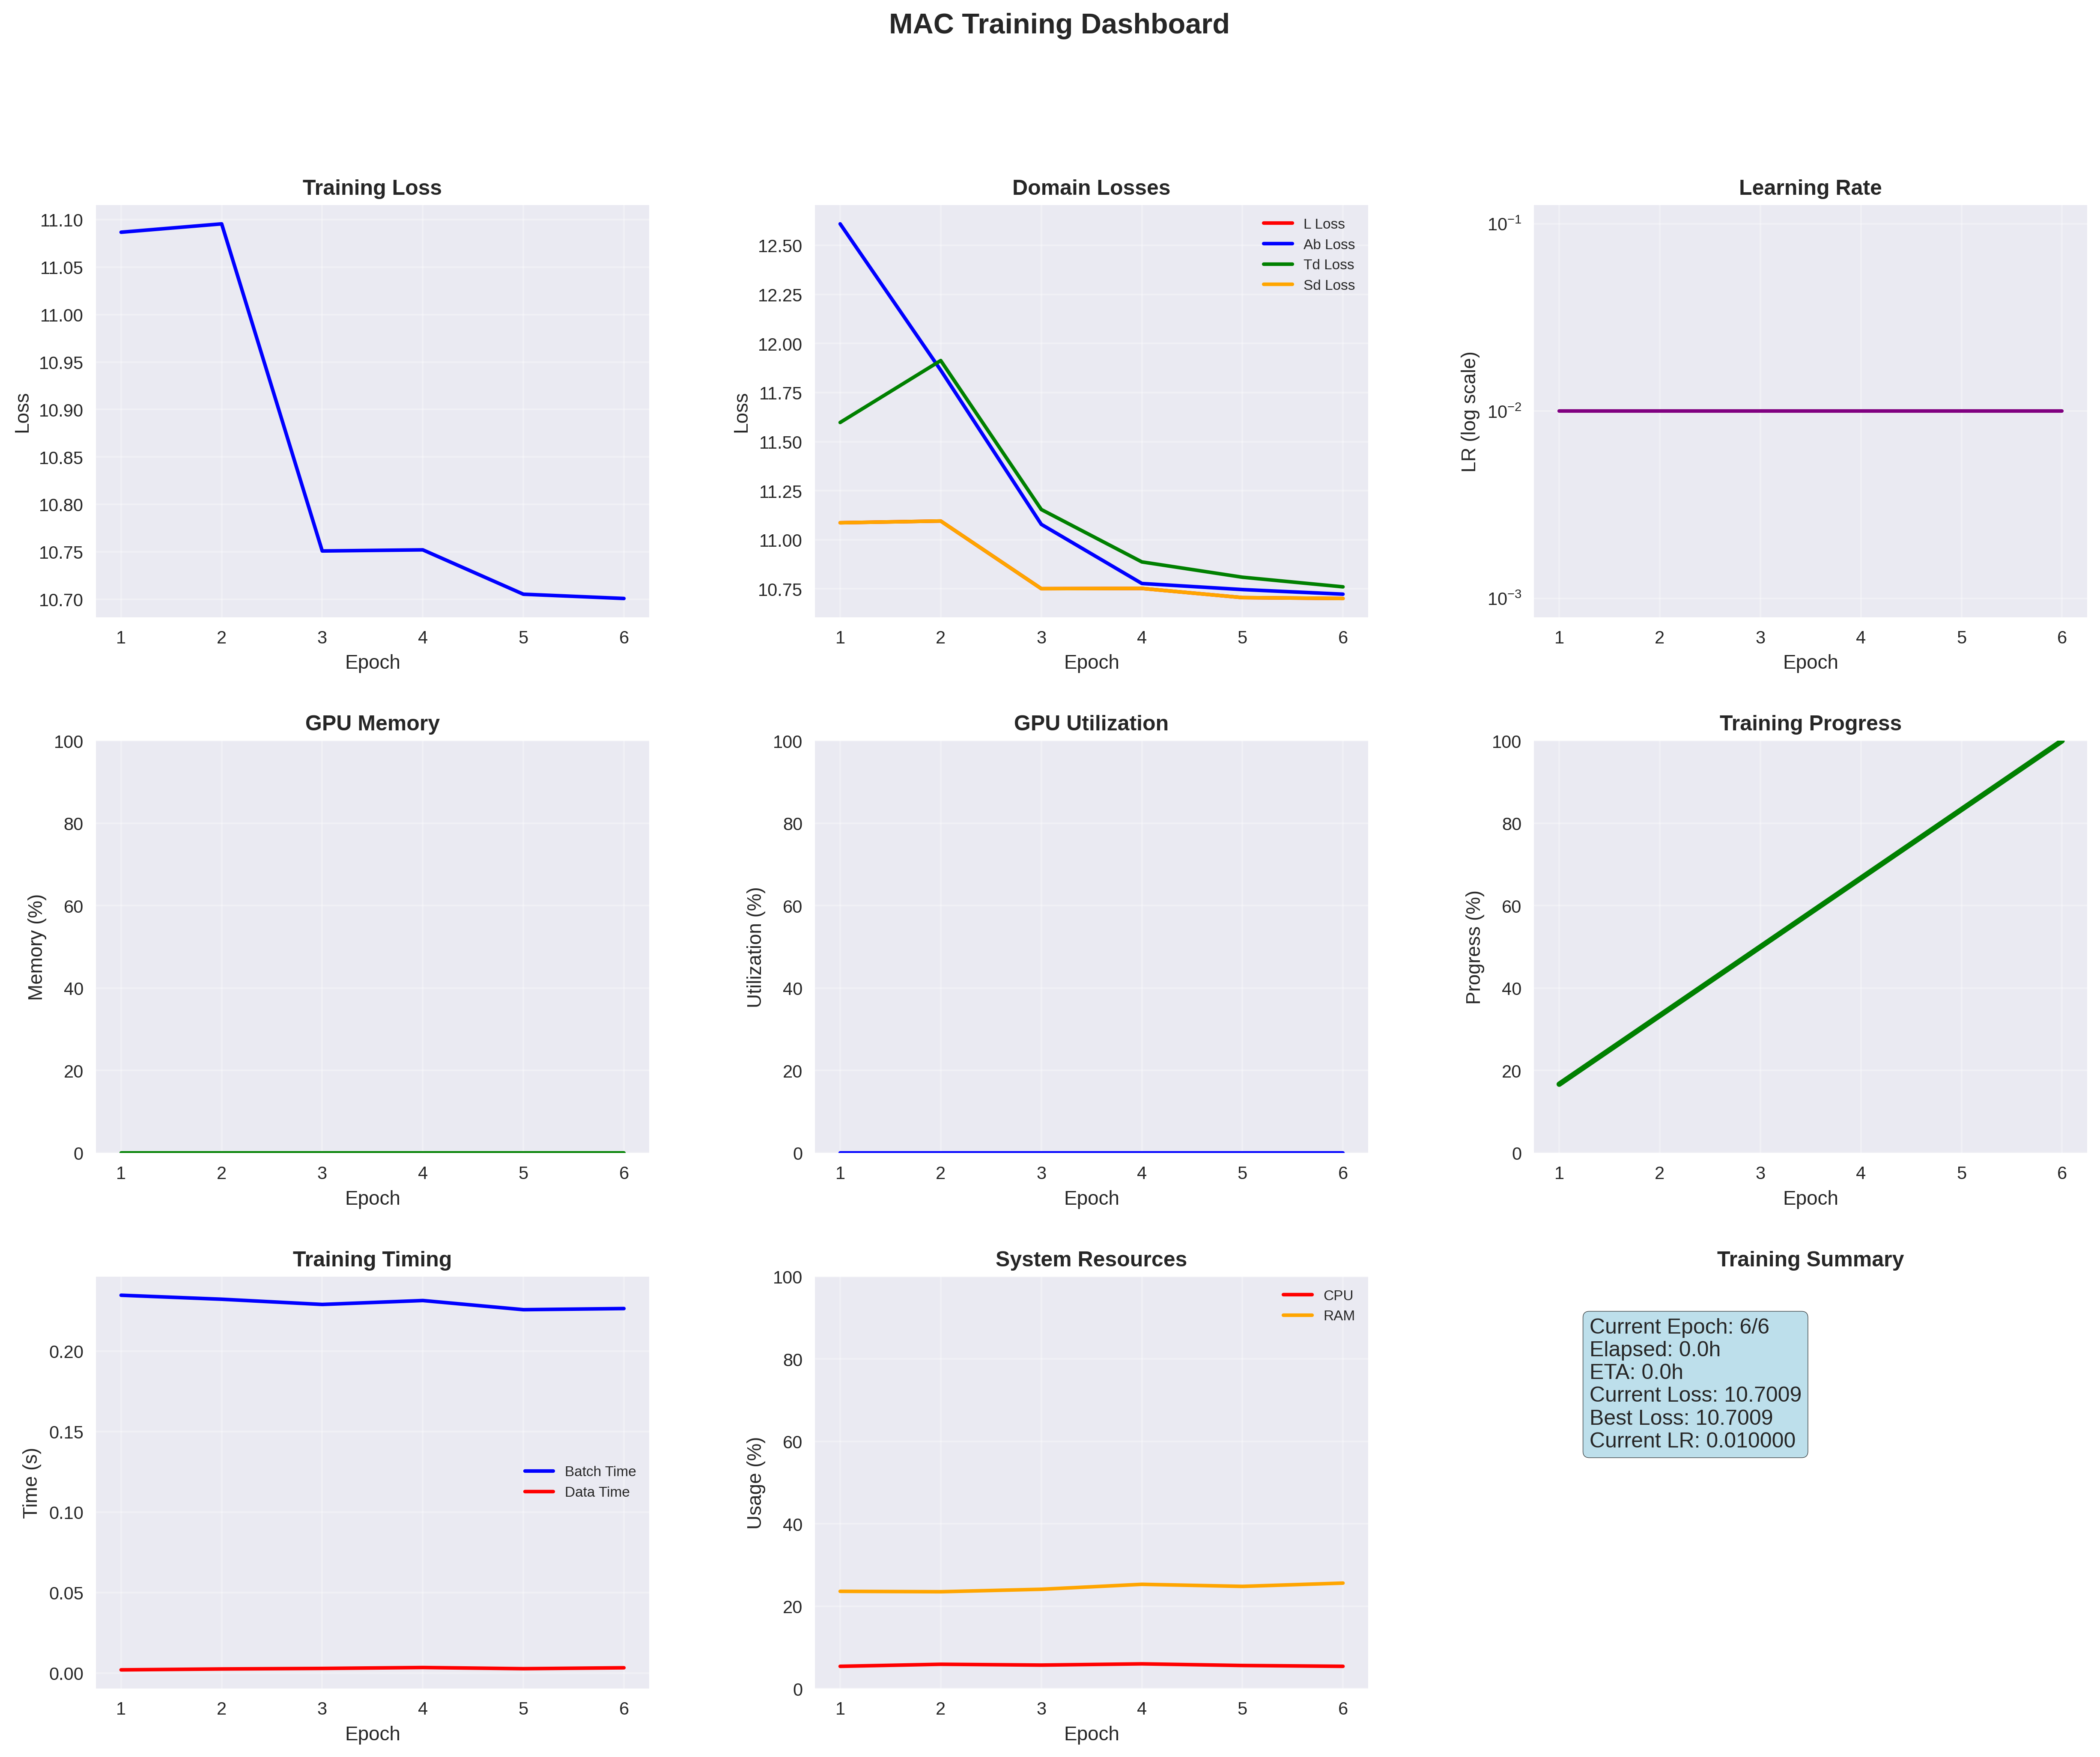 MAC Training Dashboard
Training Loss
11.10
11.05
11.00
10.95
10.90
10.85
10.80
10.75
10.70
Loss
1 2 3 4 5 6
Epoch
Domain Losses
12.50
12.25
12.00
11.75
11.50
11.25
11.00
10.75
Loss
L Loss
Ab Loss
Td Loss
Sd Loss
1 2 3 4 5 6
Epoch
Learning Rate
10⁻¹
10⁻²
10⁻³
LR (log scale)
1 2 3 4 5 6
Epoch
GPU Memory
100
80
60
40
20
0
Memory (%)
1 2 3 4 5 6
Epoch
GPU Utilization
100
80
60
40
20
0
Utilization (%)
1 2 3 4 5 6
Epoch
Training Progress
100
80
60
40
20
0
Progress (%)
1 2 3 4 5 6
Epoch
Training Timing
0.20
0.15
0.10
0.05
0.00
Time (s)
Batch Time
Data Time
1 2 3 4 5 6
Epoch
System Resources
100
80
60
40
20
0
Usage (%)
CPU
RAM
1 2 3 4 5 6
Epoch
Training Summary
Current Epoch: 6/6
Elapsed: 0.0h
ETA: 0.0h
Current Loss: 10.7009
Best Loss: 10.7009
Current LR: 0.010000